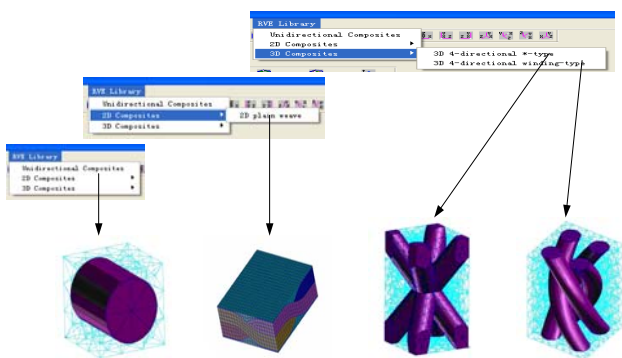 RVE Library
Unidirectional Composites
2D Composites
3D Composites
3D 4-directional *-type
3D 4-directional winding-type
RVE Library
Unidirectional Composites
2D Composites
2D plain weave
3D Composites
RVE Library
Unidirectional Composites
2D Composites
3D Composites